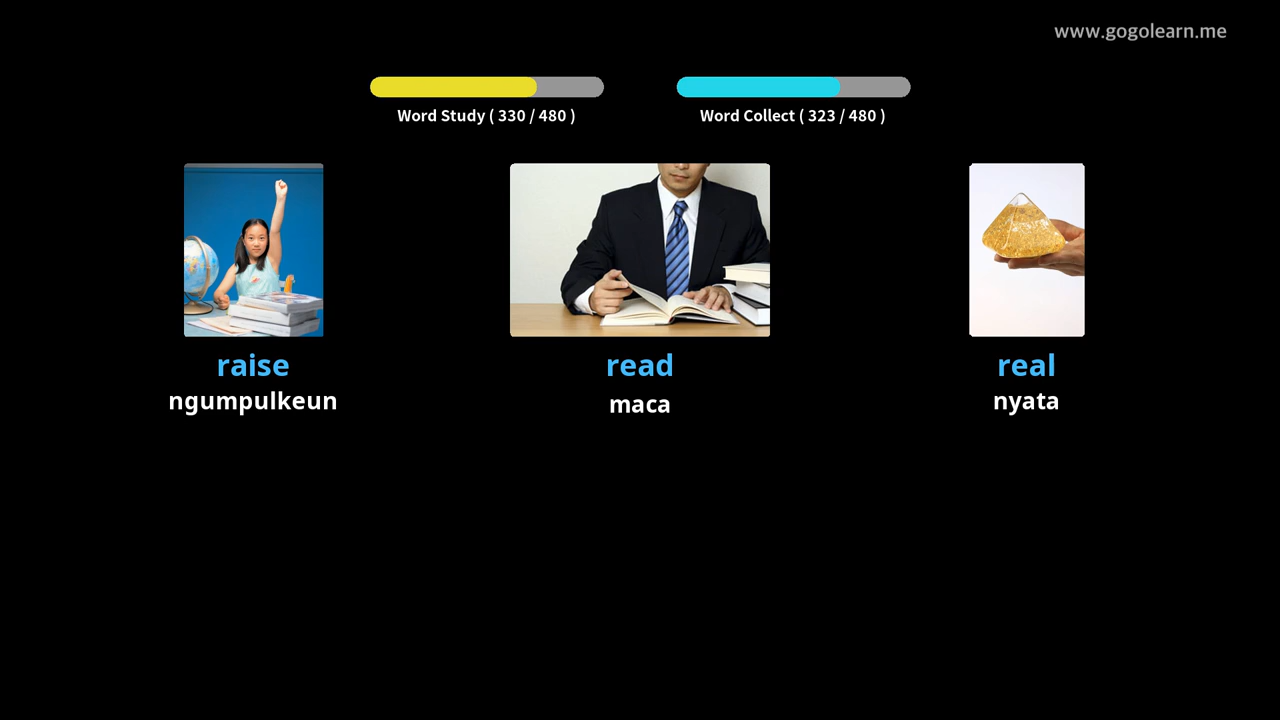 www.gogolearn.me
Word Study ( 330 / 480 )
Word Collect ( 323 / 480 )
raise
ngumpulkeun
read
maca
real
nyata